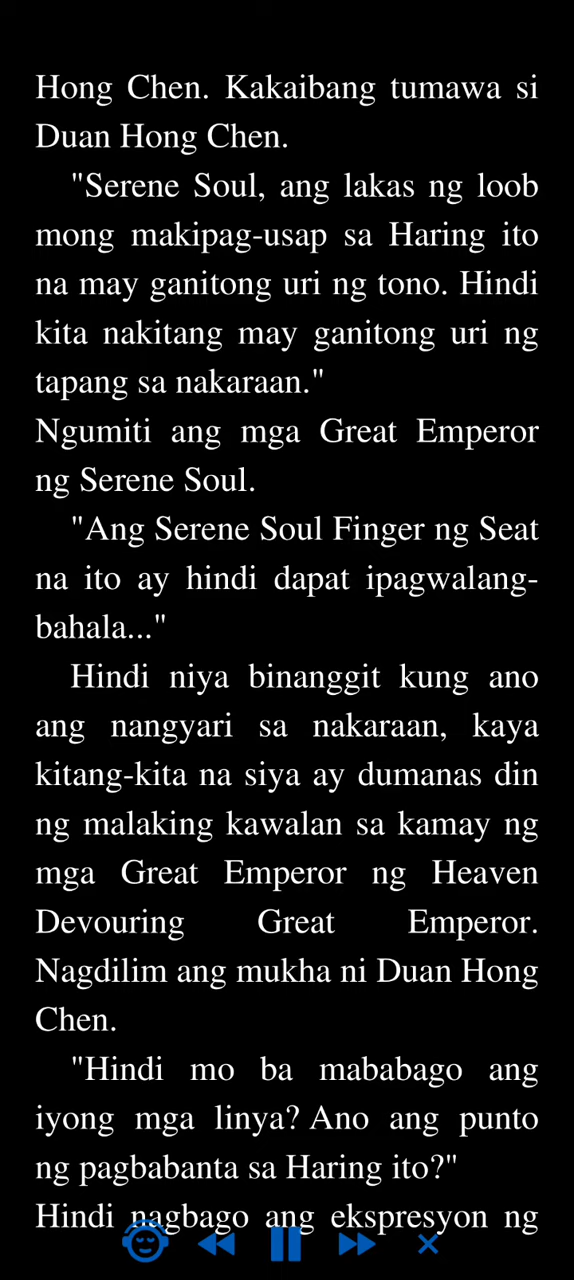 Hong Chen. Kakaibang tumawa si
Duan Hong Chen.
"Serene Soul, ang lakas ng loob
mong makipag-usap sa Haring ito
na may ganitong uri ng tono. Hindi
kita nakitang may ganitong uri ng
tapang sa nakaraan."
Ngumiti ang mga Great Emperor
ng Serene Soul.
"Ang Serene Soul Finger ng Seat
na ito ay hindi dapat ipagwalang-
bahala..."
Hindi niya binanggit kung ano
ang nangyari sa nakaraan, kaya
kitang-kita na siya ay dumanas din
ng malaking kawalan sa kamay ng
mga Great Emperor ng Heaven
Devouring Great Emperor.
Nagdilim ang mukha ni Duan Hong
Chen.
"Hindi mo ba mababago ang
iyong mga linya? Ano ang punto
ng pagbabanta sa Haring ito?"
Hindi nagbago ang ekspresyon ng